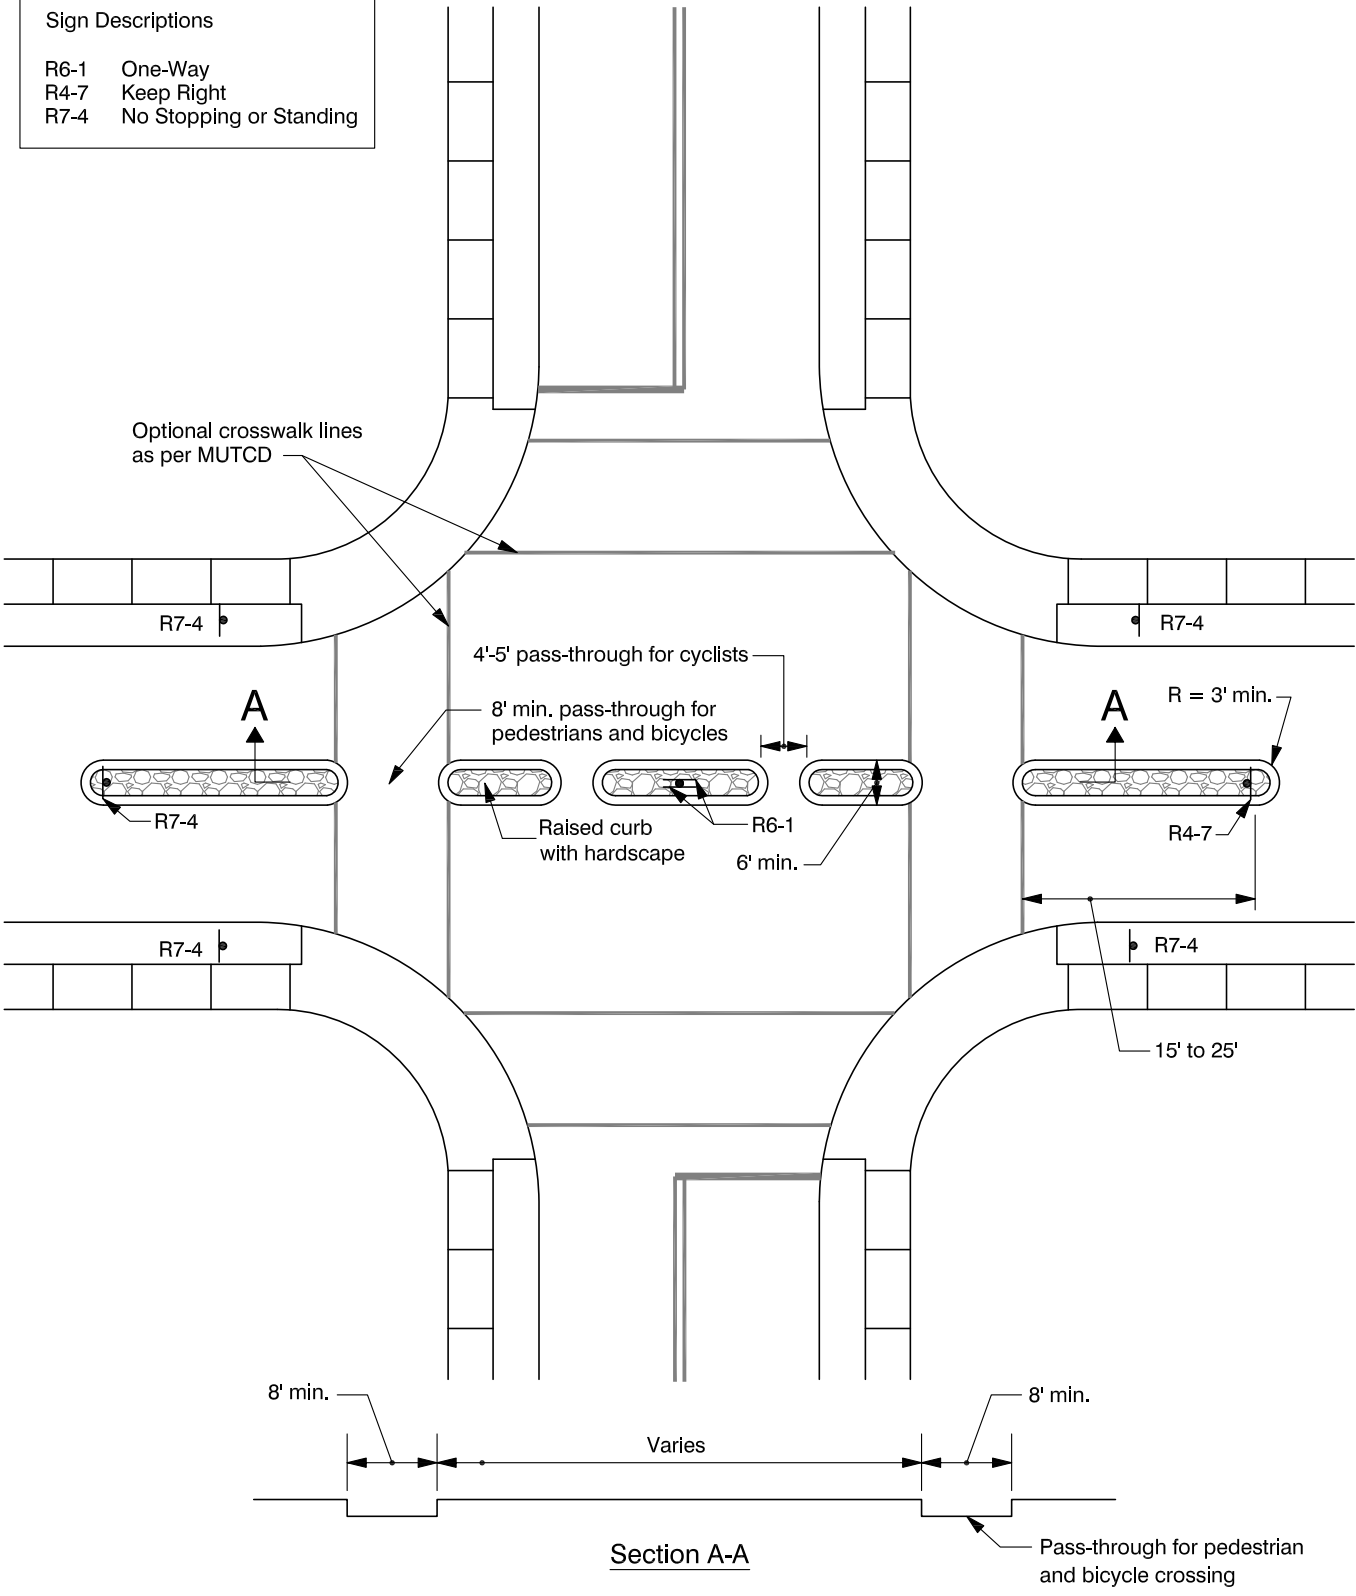 Sign Descriptions
R6-1 One-Way
R4-7 Keep Right
R7-4 No Stopping or Standing
Optional crosswalk lines
as per MUTCD
R7-4
R7-4
4'-5' pass-through for cyclists
A
8' min. pass-through for
pedestrians and bicycles
A
R = 3' min.
R7-4
Raised curb
with hardscape
R6-1
6' min.
R4-7
R7-4
R7-4
15' to 25'
8' min.
Varies
8' min.
Section A-A
Pass-through for pedestrian
and bicycle crossing